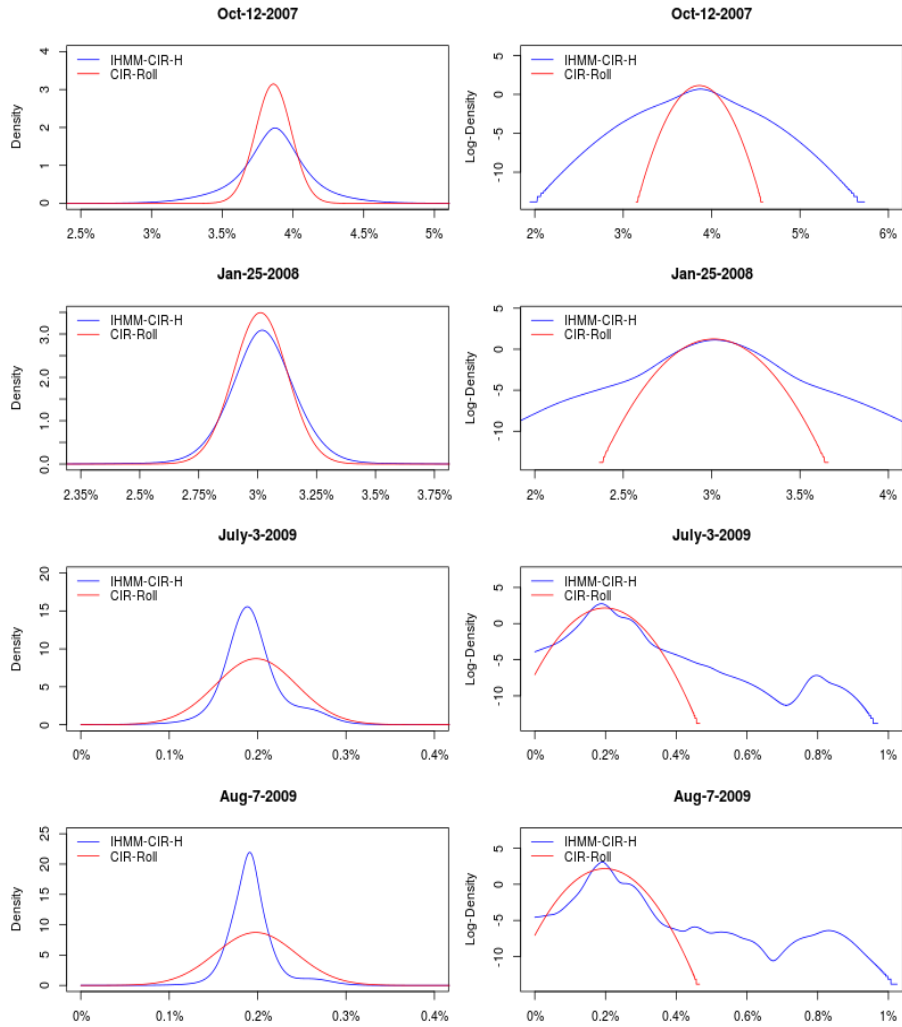 Oct-12-2007
IHMM-CIR-H
CIR-Roll
Density
0 1 2 3 4
2.5% 3% 3.5% 4% 4.5% 5%
Oct-12-2007
IHMM-CIR-H
CIR-Roll
Log-Density
-10 -5 0 5
2% 3% 4% 5% 6%
Jan-25-2008
IHMM-CIR-H
CIR-Roll
Density
0.0 1.0 2.0 3.0
2.35% 2.5% 2.75% 3% 3.25% 3.5% 3.75%
Jan-25-2008
IHMM-CIR-H
CIR-Roll
Log-Density
-10 -5 0 5
2% 2.5% 3% 3.5% 4%
July-3-2009
IHMM-CIR-H
CIR-Roll
Density
0 5 10 15 20
0% 0.1% 0.2% 0.3% 0.4%
July-3-2009
IHMM-CIR-H
CIR-Roll
Log-Density
-10 -5 0 5
0% 0.2% 0.4% 0.6% 0.8% 1%
Aug-7-2009
IHMM-CIR-H
CIR-Roll
Density
0 5 10 15 20 25
0% 0.1% 0.2% 0.3% 0.4%
Aug-7-2009
IHMM-CIR-H
CIR-Roll
Log-Density
-10 -5 0 5
0% 0.2% 0.4% 0.6% 0.8% 1%